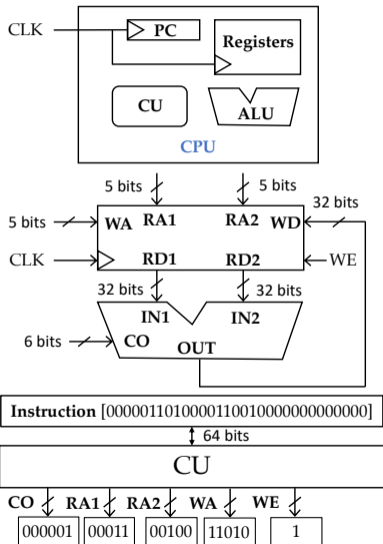 CLK
PC
Registers
CU
ALU
CPU
5 bits
5 bits
32 bits
5 bits
WA RA1 RA2 WD
CLK
RD1 RD2
WE
32 bits
32 bits
IN1 IN2
6 bits
CO
OUT
Instruction [00000110100001100100000000000000]
64 bits
CU
CO RA1 RA2 WA WE
000001 00011 00100 11010 1